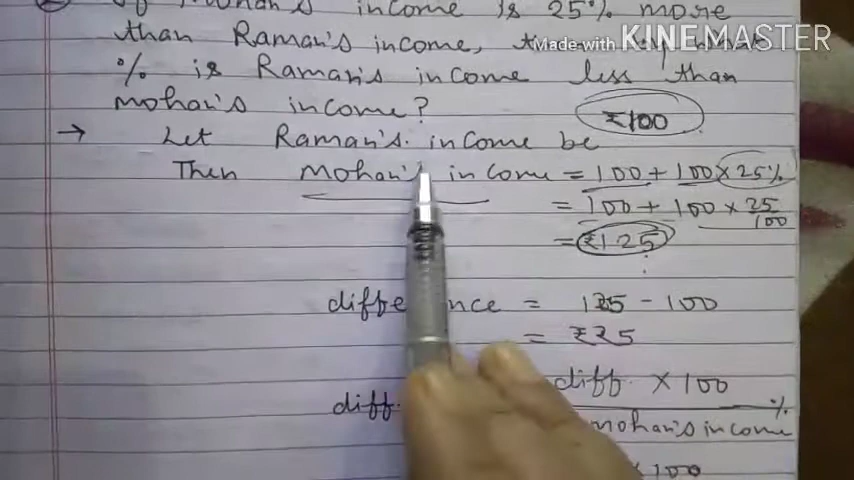 Mohan's income is 25% more
than Raman's income,
Made with KINEMASTER
% is Raman's income less than
Mohan's income?
₹100
→ Let Raman's income be
Then Mohan's income = 100 + 100 × 25%
= 100 + 100 × 25/100
= ₹125
difference = 125 - 100
= ₹25
diff. diff. × 100
%
Mohan's income
× 100